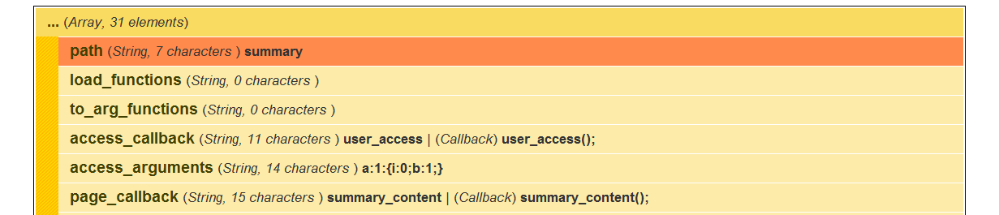 ... (Array, 31 elements)
path (String, 7 characters ) summary
load_functions (String, 0 characters )
to_arg_functions (String, 0 characters )
access_callback (String, 11 characters ) user_access | (Callback) user_access();
access_arguments (String, 14 characters ) a:1:{i:0;b:1;}
page_callback (String, 15 characters ) summary_content | (Callback) summary_content();